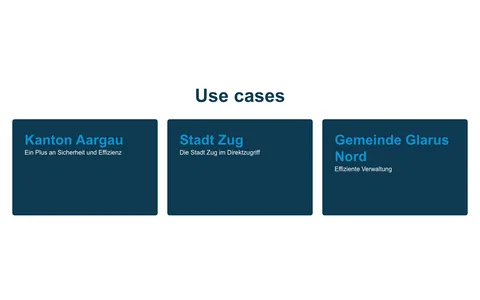 Use cases
Kanton Aargau
Ein Plus an Sicherheit und Effizienz
Stadt Zug
Die Stadt Zug im Direktzugriff
Gemeinde Glarus
Nord
Effiziente Verwaltung